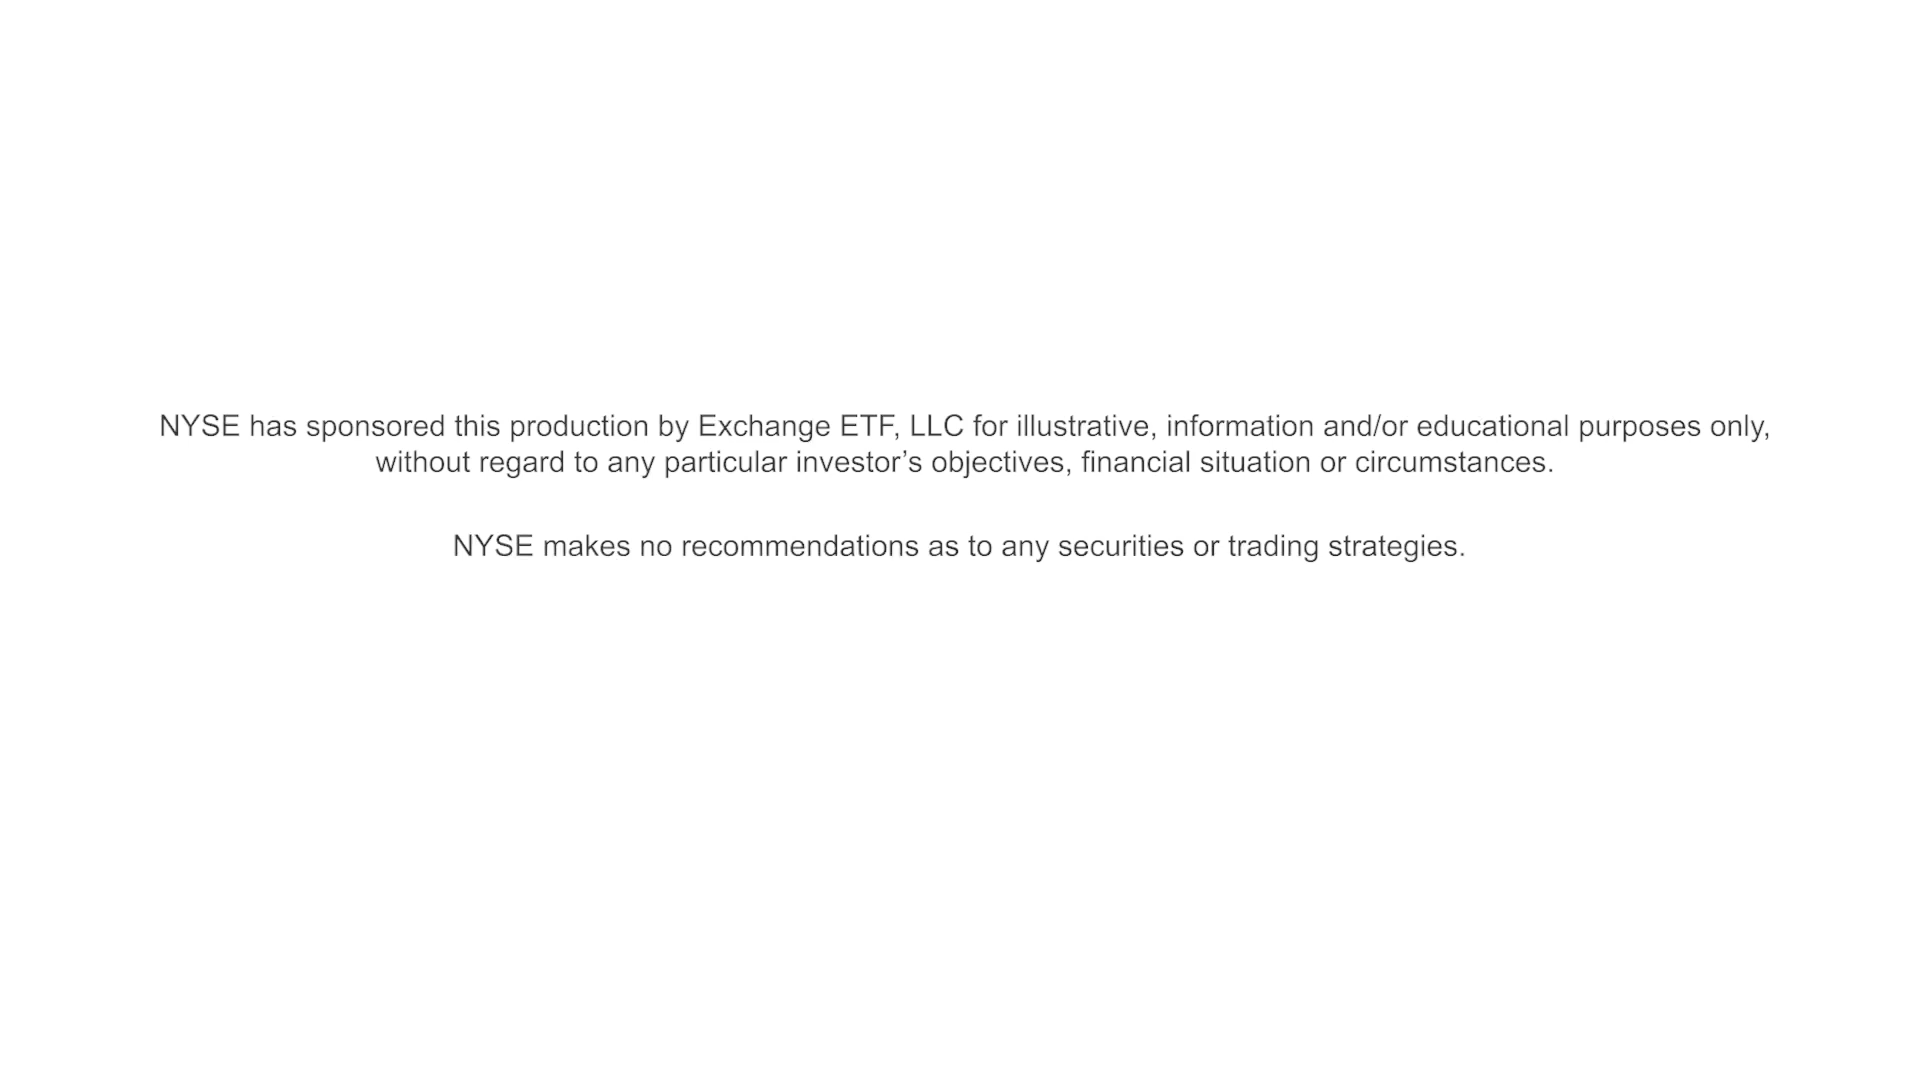 NYSE has sponsored this production by Exchange ETF, LLC for illustrative, information and/or educational purposes only,
without regard to any particular investor’s objectives, financial situation or circumstances.
NYSE makes no recommendations as to any securities or trading strategies.